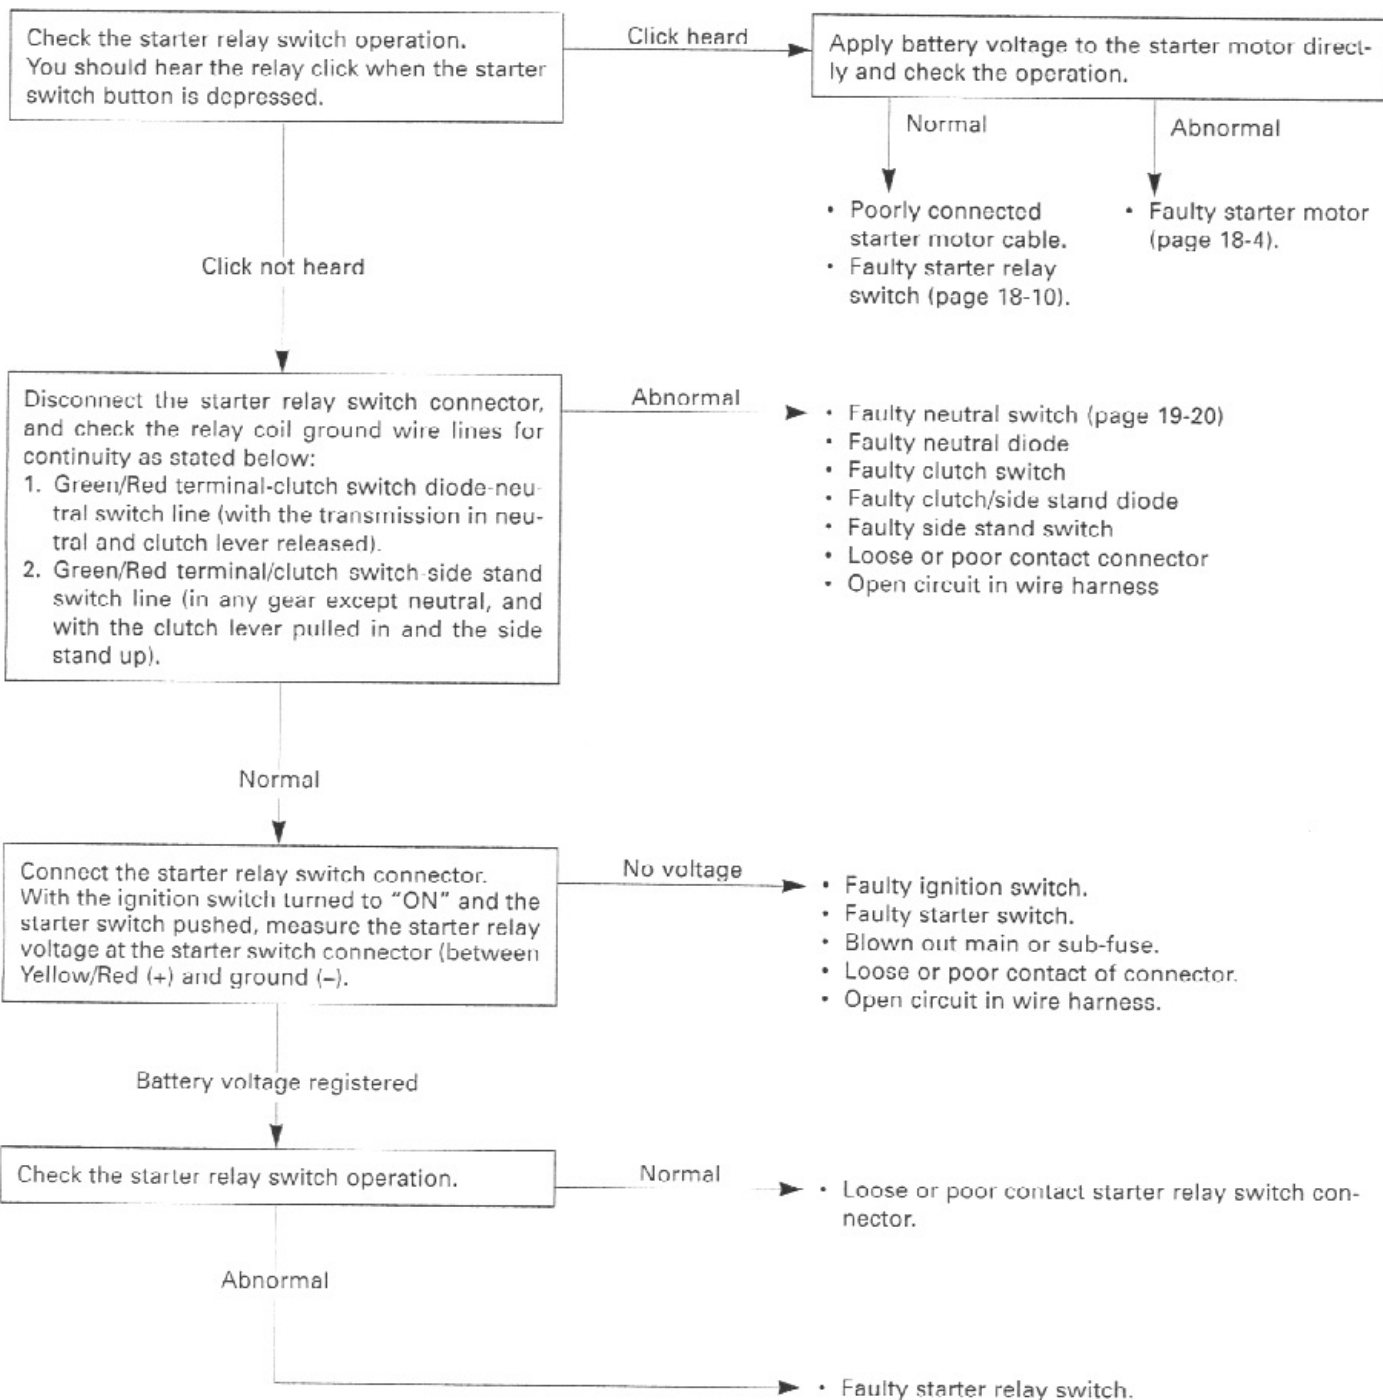 Check the starter relay switch operation.
You should hear the relay click when the starter
switch button is depressed.
Click heard
Apply battery voltage to the starter motor direct-
ly and check the operation.
Normal
Abnormal
• Poorly connected
starter motor cable.
• Faulty starter relay
switch (page 18-10).
• Faulty starter motor
(page 18-4).
Click not heard
Disconnect the starter relay switch connector,
and check the relay coil ground wire lines for
continuity as stated below:
1. Green/Red terminal-clutch switch diode-neu-
tral switch line (with the transmission in neu-
tral and clutch lever released).
2. Green/Red terminal/clutch switch-side stand
switch line (in any gear except neutral, and
with the clutch lever pulled in and the side
stand up).
Abnormal
• Faulty neutral switch (page 19-20)
• Faulty neutral diode
• Faulty clutch switch
• Faulty clutch/side stand diode
• Faulty side stand switch
• Loose or poor contact connector
• Open circuit in wire harness
Normal
Connect the starter relay switch connector.
With the ignition switch turned to "ON" and the
starter switch pushed, measure the starter relay
voltage at the starter switch connector (between
Yellow/Red (+) and ground (–).
No voltage
• Faulty ignition switch.
• Faulty starter switch.
• Blown out main or sub-fuse.
• Loose or poor contact of connector.
• Open circuit in wire harness.
Battery voltage registered
Check the starter relay switch operation.
Normal
• Loose or poor contact starter relay switch con-
nector.
Abnormal
• Faulty starter relay switch.